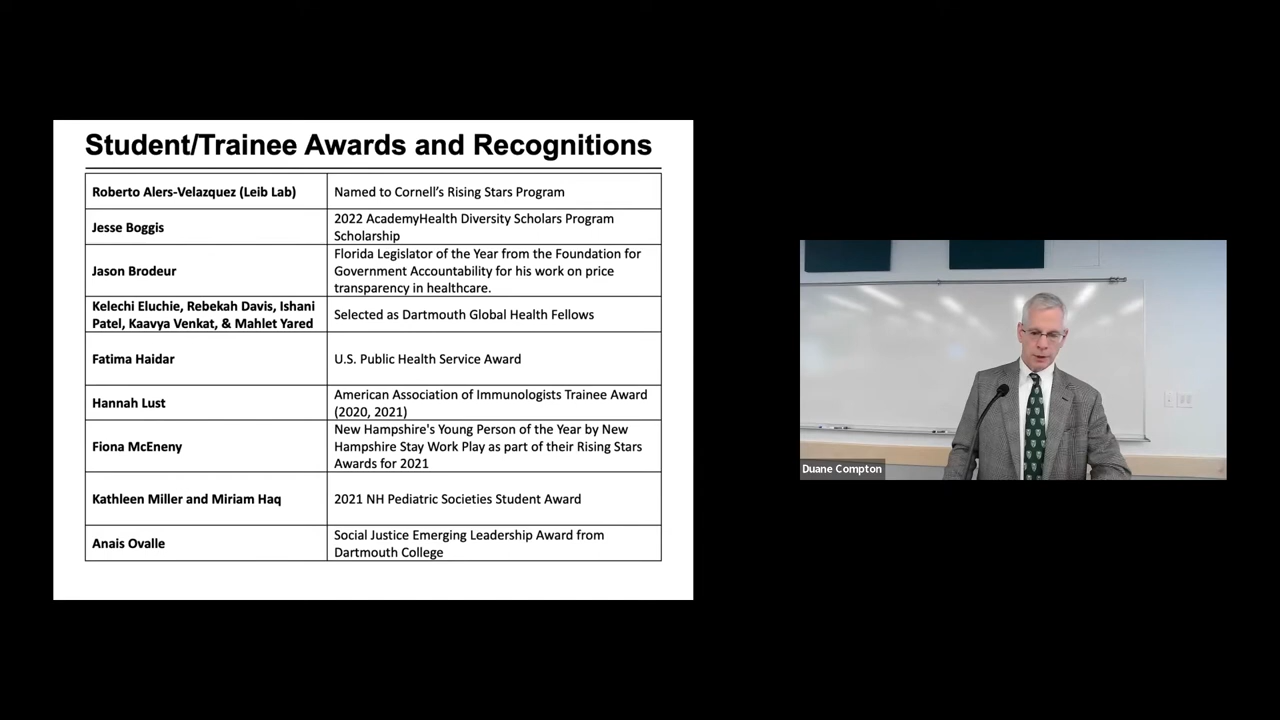 Student/Trainee Awards and Recognitions
Roberto Alers-Velazquez (Leib Lab)
Named to Cornell’s Rising Stars Program
Jesse Boggis
2022 AcademyHealth Diversity Scholars Program
Scholarship
Jason Brodeur
Florida Legislator of the Year from the Foundation for
Government Accountability for his work on price
transparency in healthcare.
Kelechi Eluchie, Rebekah Davis, Ishani
Patel, Kaavya Venkat, & Mahlet Yared
Selected as Dartmouth Global Health Fellows
Fatima Haidar
U.S. Public Health Service Award
Hannah Lust
American Association of Immunologists Trainee Award
(2020, 2021)
Fiona McEneny
New Hampshire's Young Person of the Year by New
Hampshire Stay Work Play as part of their Rising Stars
Awards for 2021
Kathleen Miller and Miriam Haq
2021 NH Pediatric Societies Student Award
Anais Ovalle
Social Justice Emerging Leadership Award from
Dartmouth College
Duane Compton